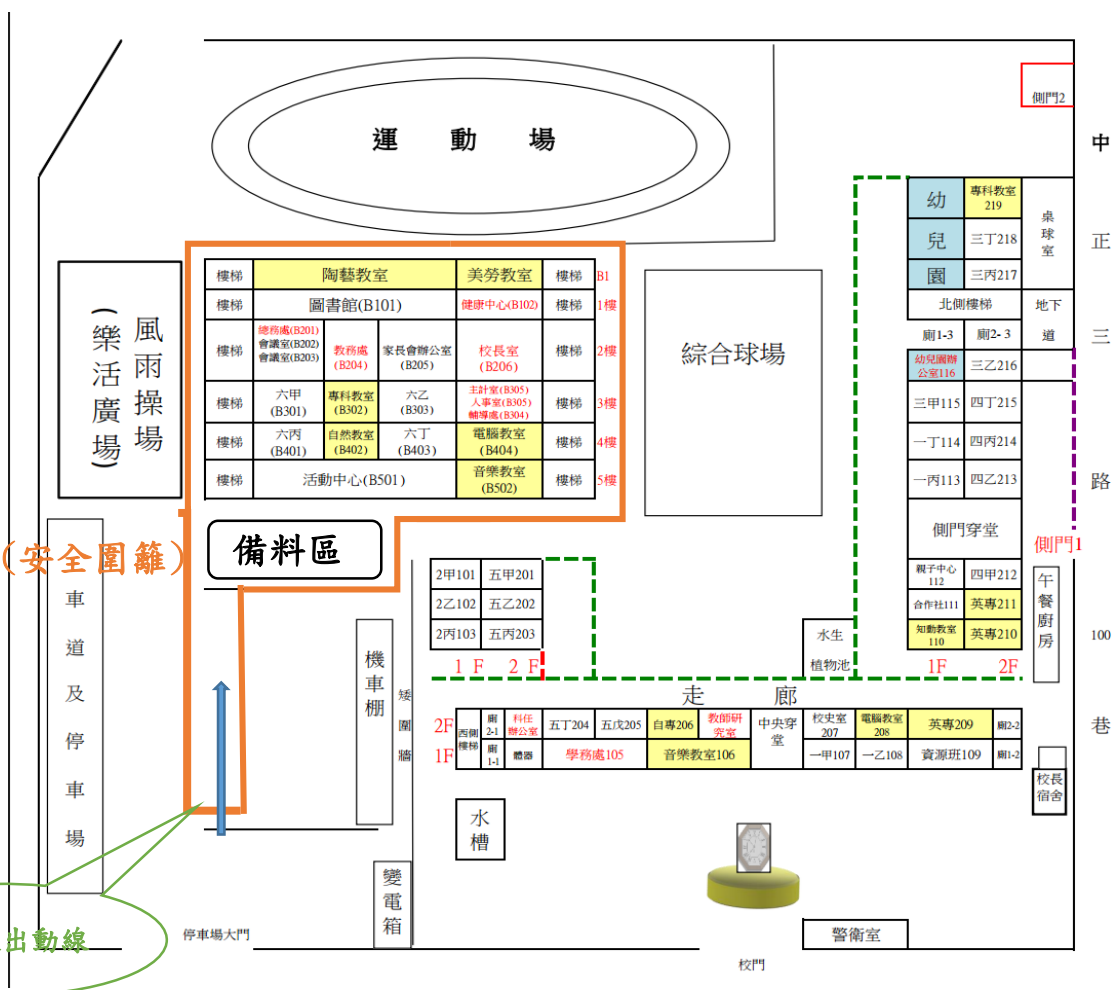 運 動 場
側門2
中
正
三
路
100
巷
風雨操場
(樂活廣場)
樓梯 陶藝教室 美勞教室 樓梯 B1
樓梯 圖書館(B101) 健康中心(B102) 樓梯 1樓
樓梯 總務處(B201) 會議室(B202) 會議室(B203) 教務處(B204) 家長會辦公室(B205) 校長室(B206) 樓梯 2樓
樓梯 六甲(B301) 專科教室(B302) 六乙(B303) 主計室(B305) 人事室(B305) 輔導處(B304) 樓梯 3樓
樓梯 六丙(B401) 自然教室(B402) 六丁(B403) 電腦教室(B404) 樓梯 4樓
樓梯 活動中心(B501) 音樂教室(B502) 樓梯 5樓
綜合球場
幼 專科教室219
兒 三丁218
園 三丙217
桌球室
北側樓梯 地下道
廁1-3 廁2-3
幼兒園辦公室116 三乙216
三甲115 四丁215
一丁114 四丙214
一丙113 四乙213
側門穿堂
側門1
親子中心112 四甲212
合作社111 英專211
知動教室110 英專210
1F 2F
午餐廚房
(安全圍籬)
備料區
車道及停車場
2甲101 五甲201
2乙102 五乙202
2丙103 五丙203
1 F 2 F
水生植物池
機車棚
矮圍牆
走 廊
2F 西側樓梯 廁2-1 科任辦公室 五丁204 五戊205 自專206 教師研究室 中央穿堂 校史室207 電腦教室208 英專209 廁2-2
1F 廁1-1 體器 學務處105 音樂教室106 一甲107 一乙108 資源班109 廁1-2
校長宿舍
水槽
變電箱
出動線
停車場大門
警衛室
校門